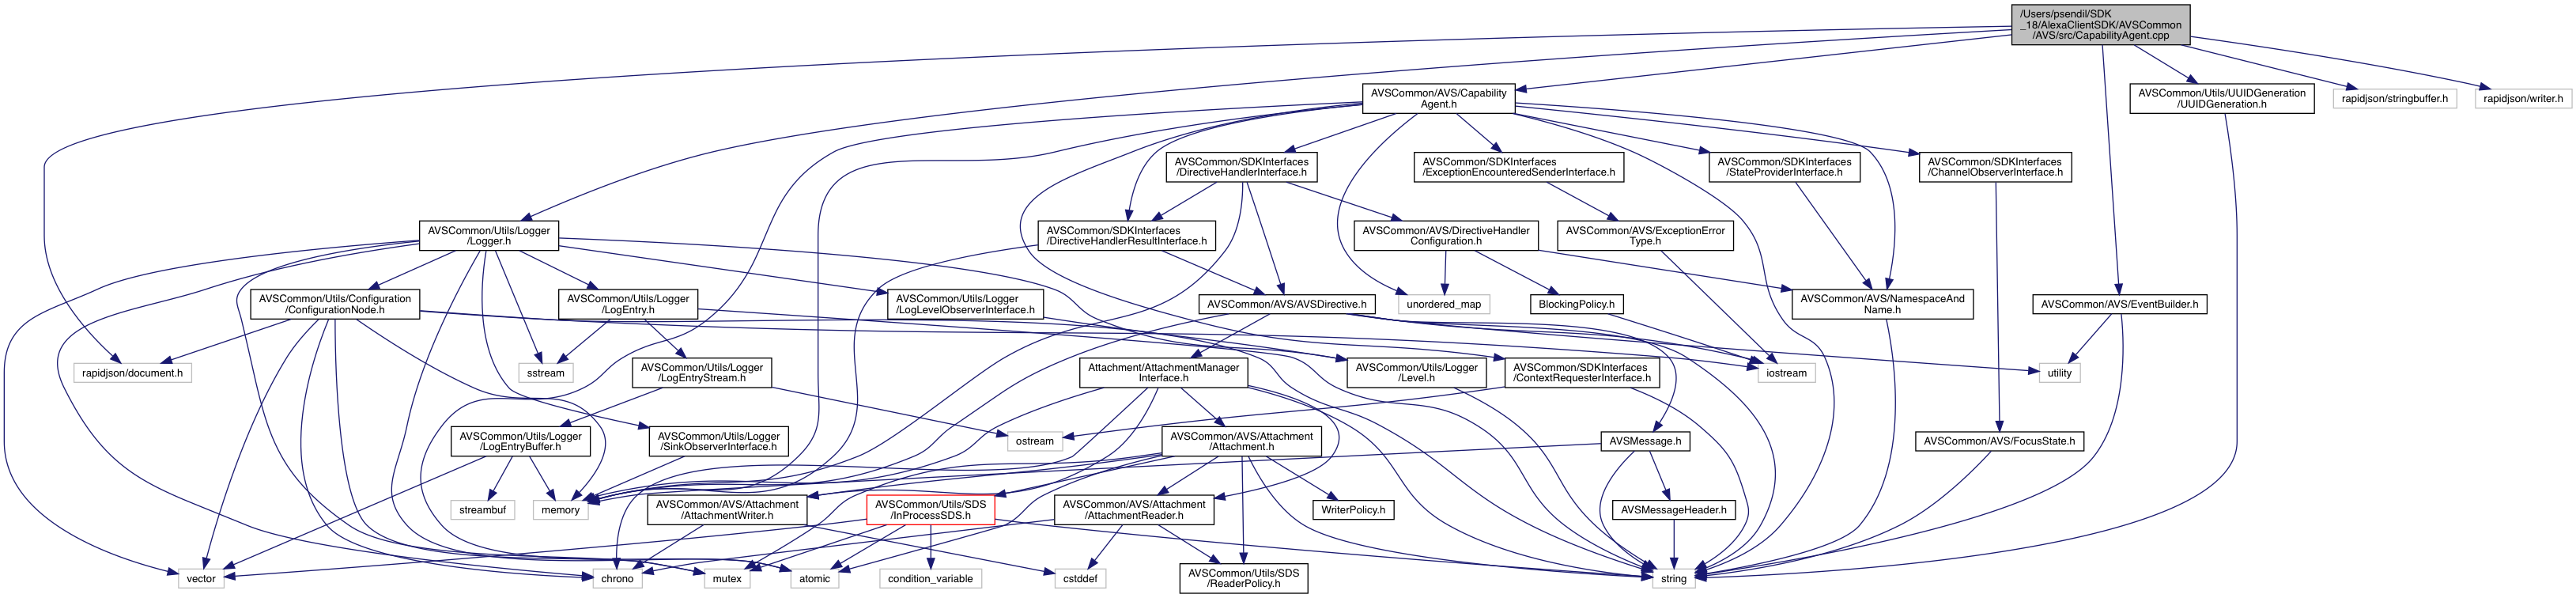 /Users/psendil/SDK
_18/AlexaClientSDK/AVSCommon
/AVS/src/CapabilityAgent.cpp
AVSCommon/AVS/Capability
Agent.h
AVSCommon/Utils/UUIDGeneration
/UUIDGeneration.h
rapidjson/stringbuffer.h
rapidjson/writer.h
AVSCommon/SDKInterfaces
/DirectiveHandlerInterface.h
AVSCommon/SDKInterfaces
/ExceptionEncounteredSenderInterface.h
AVSCommon/SDKInterfaces
/StateProviderInterface.h
AVSCommon/SDKInterfaces
/ChannelObserverInterface.h
AVSCommon/Utils/Logger
/Logger.h
AVSCommon/SDKInterfaces
/DirectiveHandlerResultInterface.h
AVSCommon/AVS/DirectiveHandler
Configuration.h
AVSCommon/AVS/ExceptionError
Type.h
AVSCommon/Utils/Configuration
/ConfigurationNode.h
AVSCommon/Utils/Logger
/LogEntry.h
AVSCommon/Utils/Logger
/LogLevelObserverInterface.h
AVSCommon/AVS/AVSDirective.h
unordered_map
BlockingPolicy.h
AVSCommon/AVS/NamespaceAnd
Name.h
AVSCommon/AVS/EventBuilder.h
rapidjson/document.h
sstream
AVSCommon/Utils/Logger
/LogEntryStream.h
Attachment/AttachmentManager
Interface.h
AVSCommon/Utils/Logger
/Level.h
AVSCommon/SDKInterfaces
/ContextRequesterInterface.h
iostream
utility
AVSCommon/Utils/Logger
/LogEntryBuffer.h
AVSCommon/Utils/Logger
/SinkObserverInterface.h
ostream
AVSCommon/AVS/Attachment
/Attachment.h
AVSMessage.h
AVSCommon/AVS/FocusState.h
streambuf
memory
AVSCommon/AVS/Attachment
/AttachmentWriter.h
AVSCommon/Utils/SDS
/InProcessSDS.h
AVSCommon/AVS/Attachment
/AttachmentReader.h
WriterPolicy.h
AVSMessageHeader.h
vector
chrono
mutex
atomic
condition_variable
cstddef
AVSCommon/Utils/SDS
/ReaderPolicy.h
string